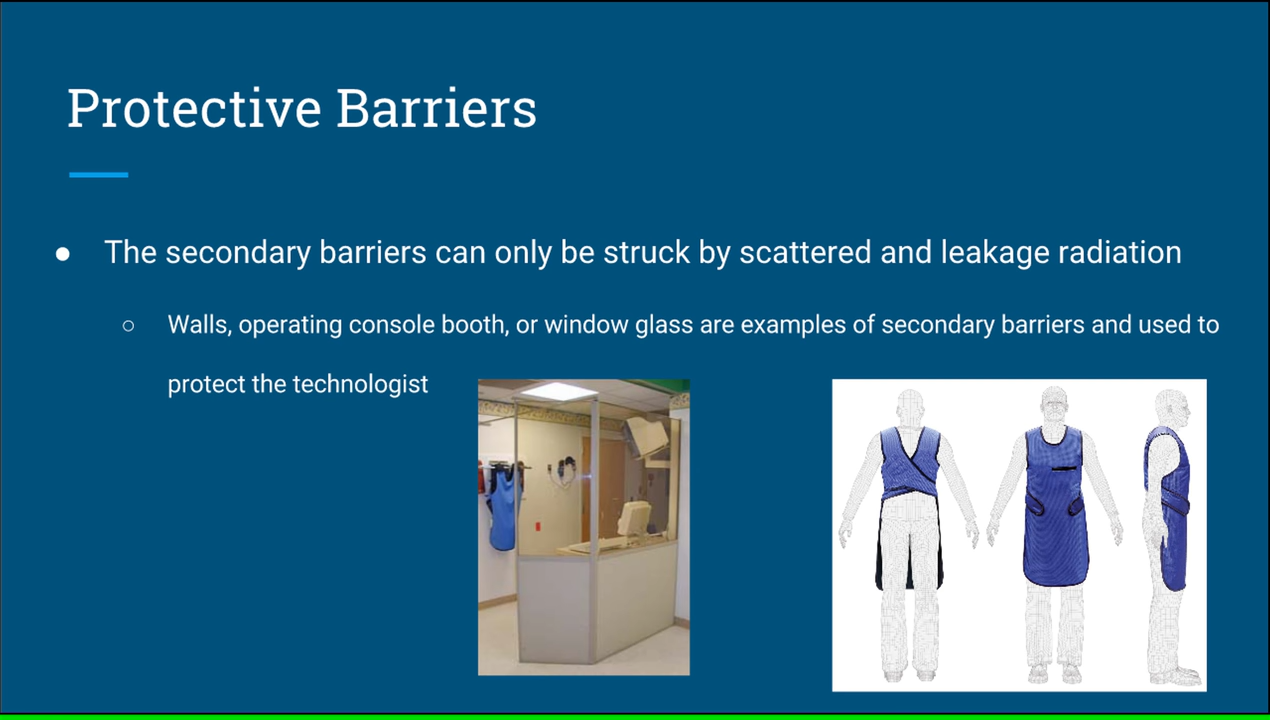 Protective Barriers
● The secondary barriers can only be struck by scattered and leakage radiation
○ Walls, operating console booth, or window glass are examples of secondary barriers and used to
protect the technologist